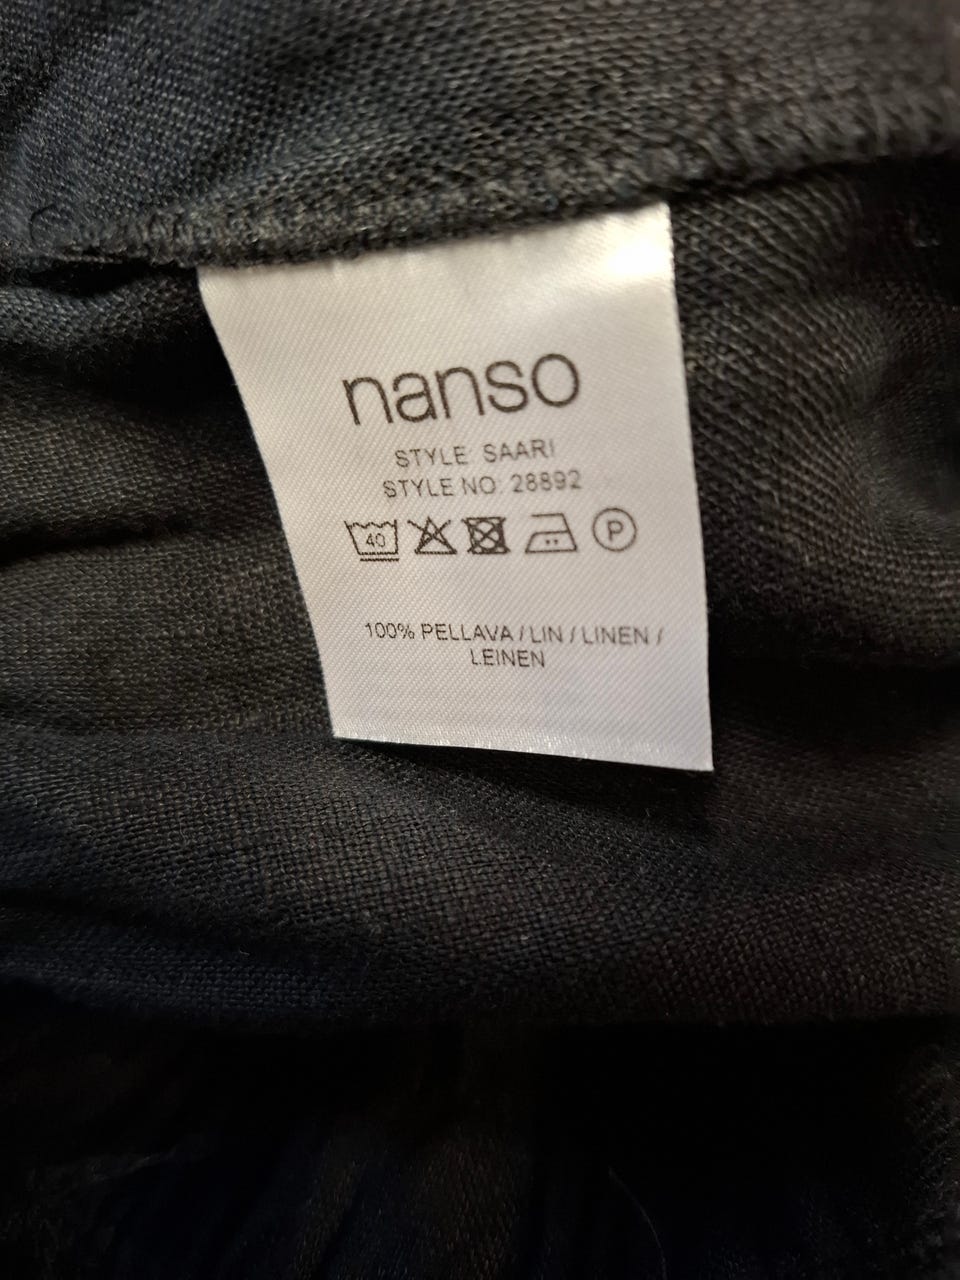 nanso
STYLE: SAARI
STYLE NO: 28892
40 P
100% PELLAVA / LIN / LINEN /
LEINEN